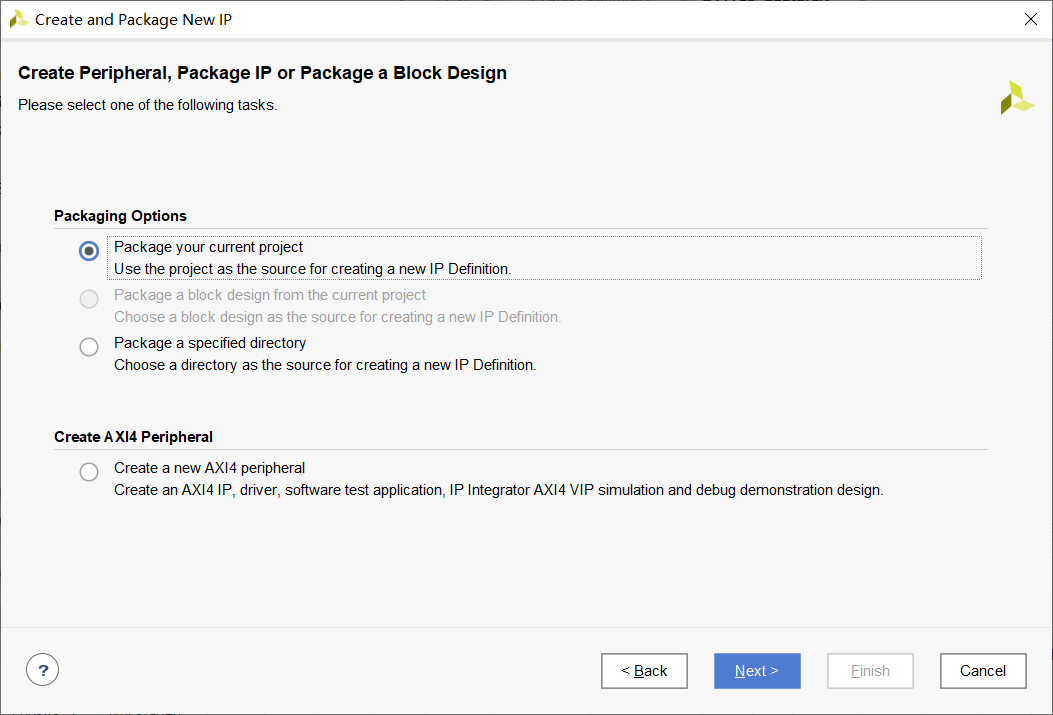 Create and Package New IP
Create Peripheral, Package IP or Package a Block Design
Please select one of the following tasks.
Packaging Options
Package your current project
Use the project as the source for creating a new IP Definition.
Package a block design from the current project
Choose a block design as the source for creating a new IP Definition.
Package a specified directory
Choose a directory as the source for creating a new IP Definition.
Create AXI4 Peripheral
Create a new AXI4 peripheral
Create an AXI4 IP, driver, software test application, IP Integrator AXI4 VIP simulation and debug demonstration design.
?
< Back
Next >
Finish
Cancel